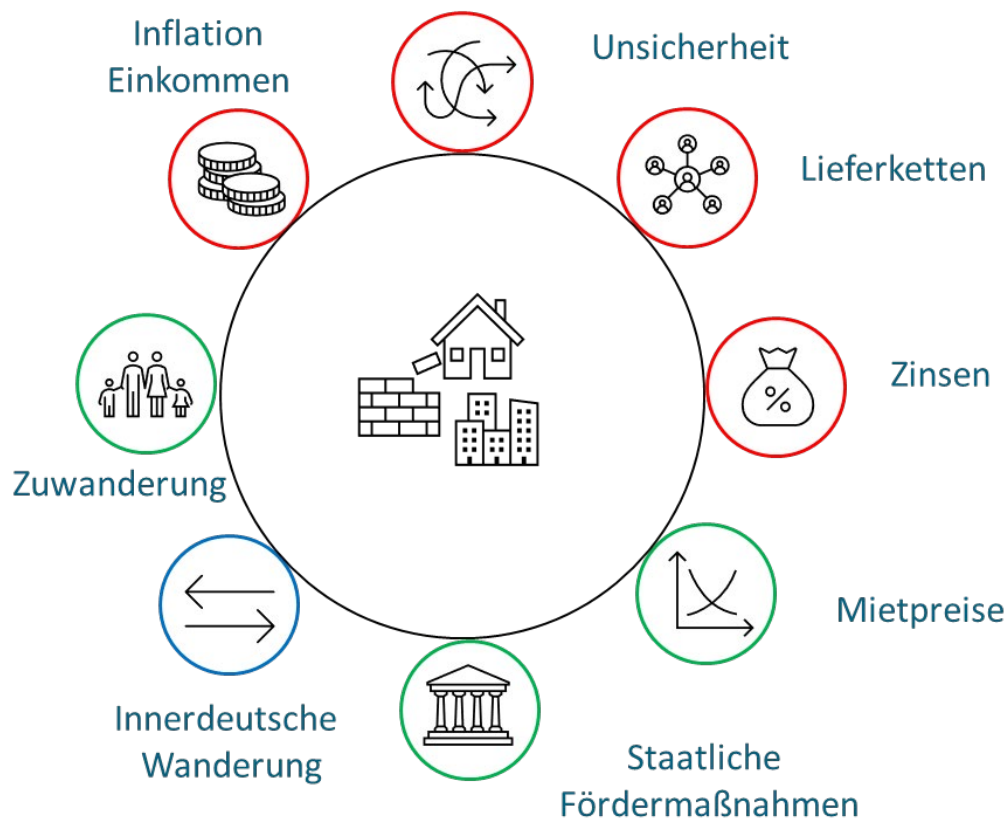 Inflation
Einkommen
Unsicherheit
Lieferketten
Zinsen
Zuwanderung
Mietpreise
Innerdeutsche
Wanderung
Staatliche
Fördermaßnahmen
%